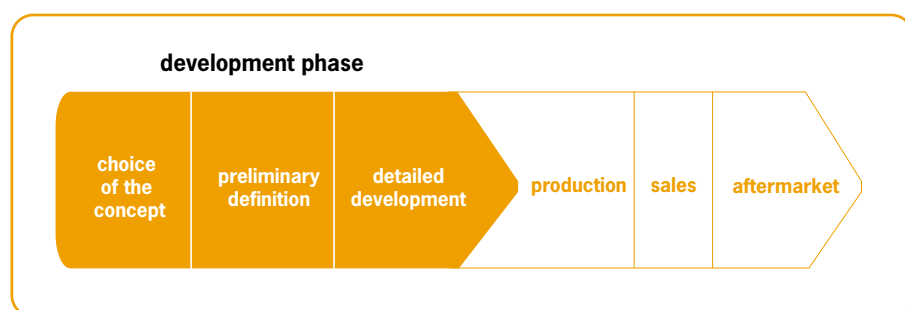 development phase
choice
of the
concept
preliminary
definition
detailed
development
production
sales
aftermarket